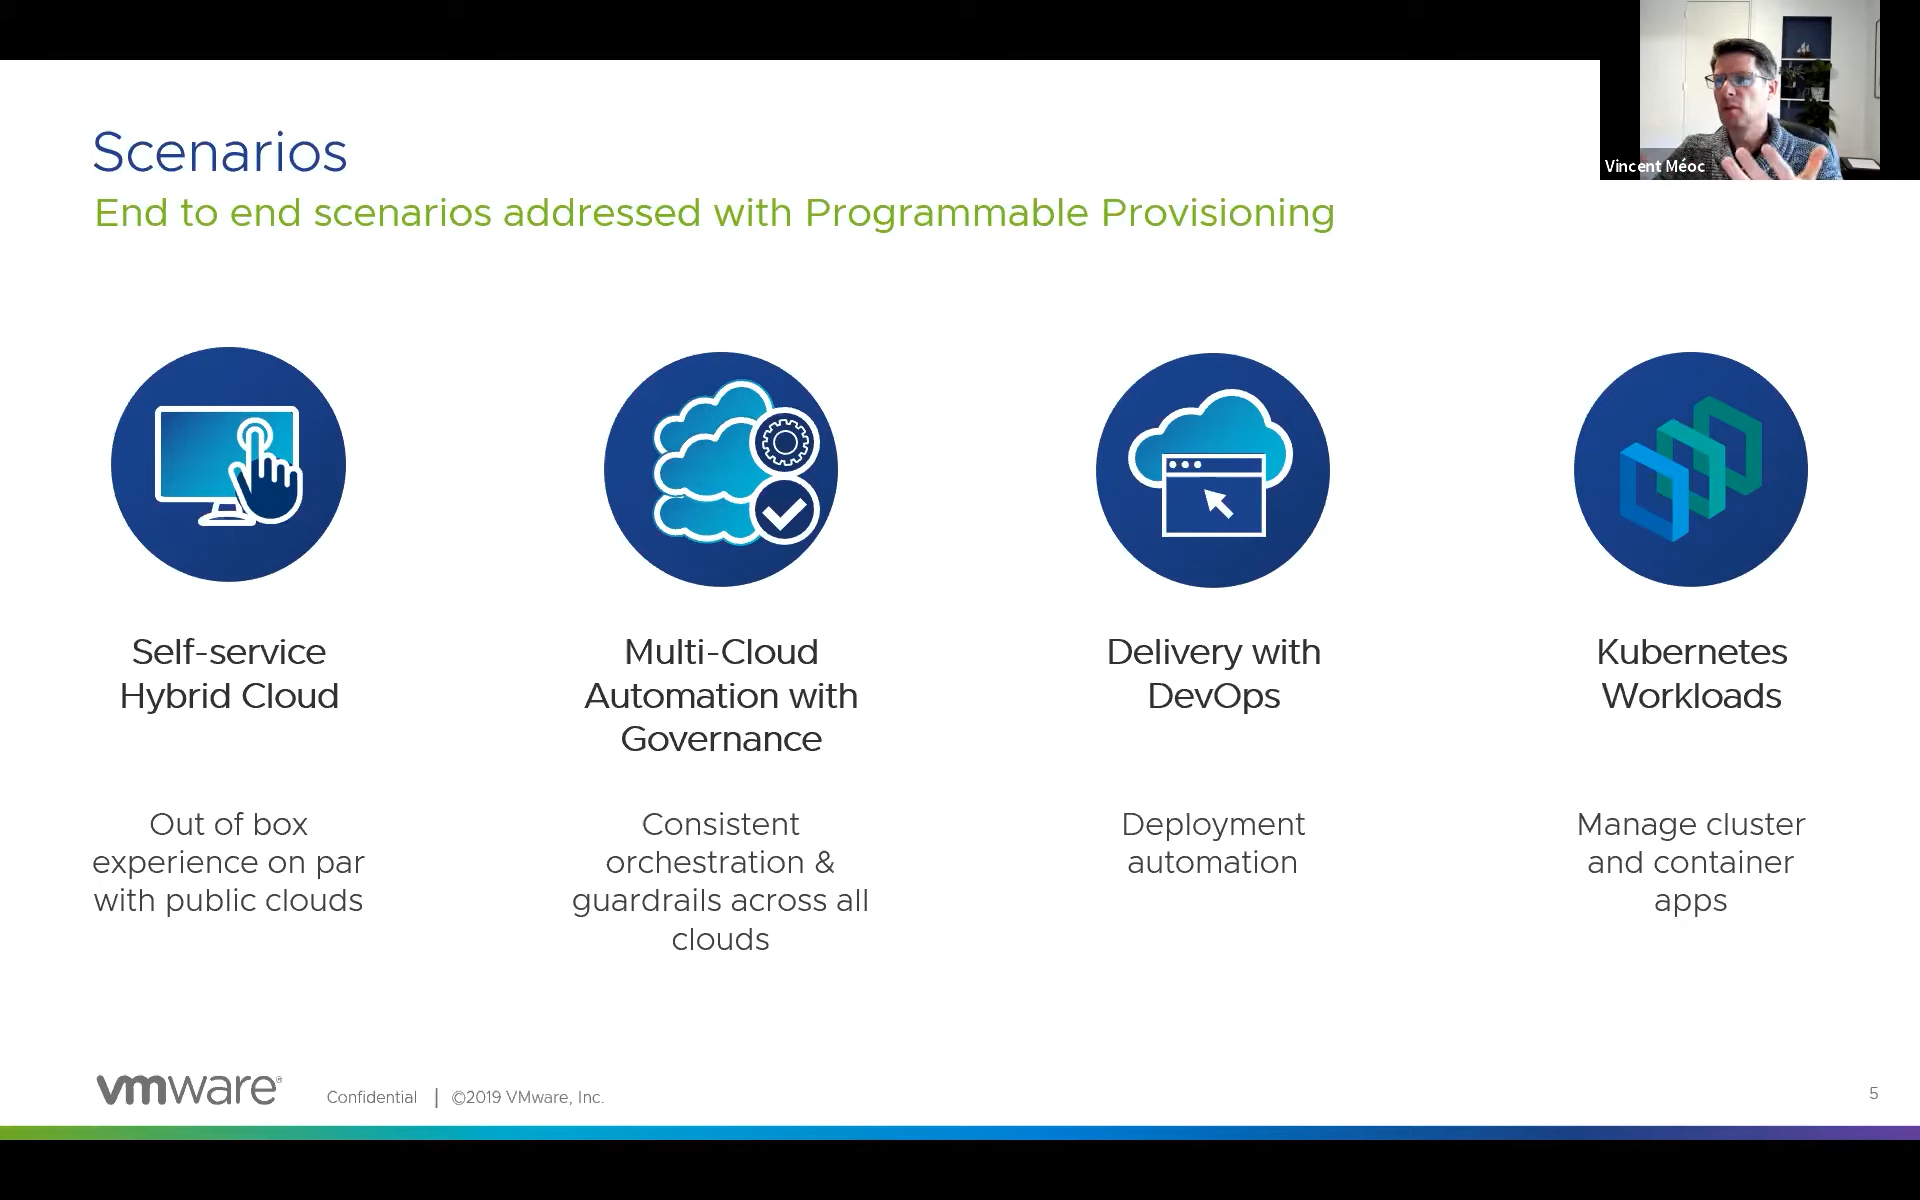 Vincent Méoc
Scenarios
End to end scenarios addressed with Programmable Provisioning
Self-service
Hybrid Cloud
Out of box
experience on par
with public clouds
Multi-Cloud
Automation with
Governance
Consistent
orchestration &
guardrails across all
clouds
Delivery with
DevOps
Deployment
automation
Kubernetes
Workloads
Manage cluster
and container
apps
vmware®
Confidential | ©2019 VMware, Inc.
5